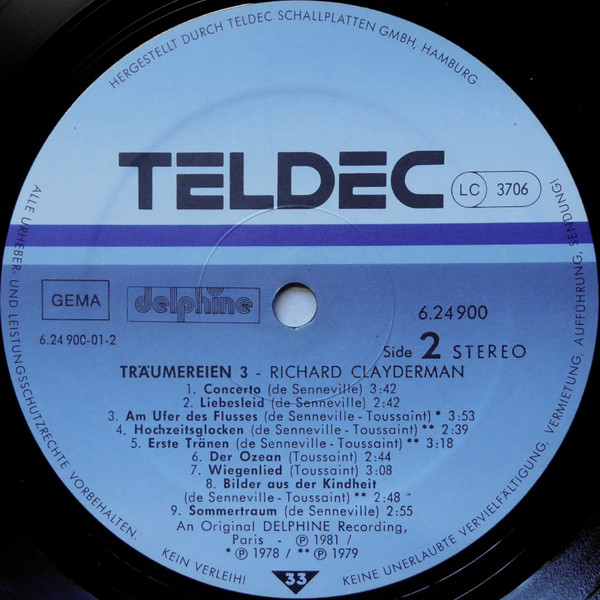 HERGESTELLT DURCH TELDEC SCHALLPLATTEN GMBH, HAMBURG
TELDEC
LC 3706
GEMA
delphine
6.24900
6.24900-01-2
Side 2 STEREO
TRÄUMEREIEN 3 - RICHARD CLAYDERMAN
1. Concerto (de Senneville) 3:42
2. Liebesleid (de Senneville) 2:42
3. Am Ufer des Flusses (de Senneville - Toussaint) * 3:53
4. Hochzeitsglocken (de Senneville - Toussaint) ** 2:39
5. Erste Tränen (de Senneville - Toussaint) ** 3:18
6. Der Ozean (Toussaint) 2:44
7. Wiegenlied (Toussaint) 3:08
8. Bilder aus der Kindheit
(de Senneville - Toussaint) ** 2:48
9. Sommertraum (de Senneville) 2:55
An Original DELPHINE Recording,
Paris - ℗ 1981 /
* ℗ 1978 / ** ℗ 1979
33
ALLE URHEBER- UND LEISTUNGSSCHUTZRECHTE VORBEHALTEN.
KEIN VERLEIH!
KEINE UNERLAUBTE VERVIELFÄLTIGUNG, VERMIETUNG, AUFFÜHRUNG, SENDUNG!